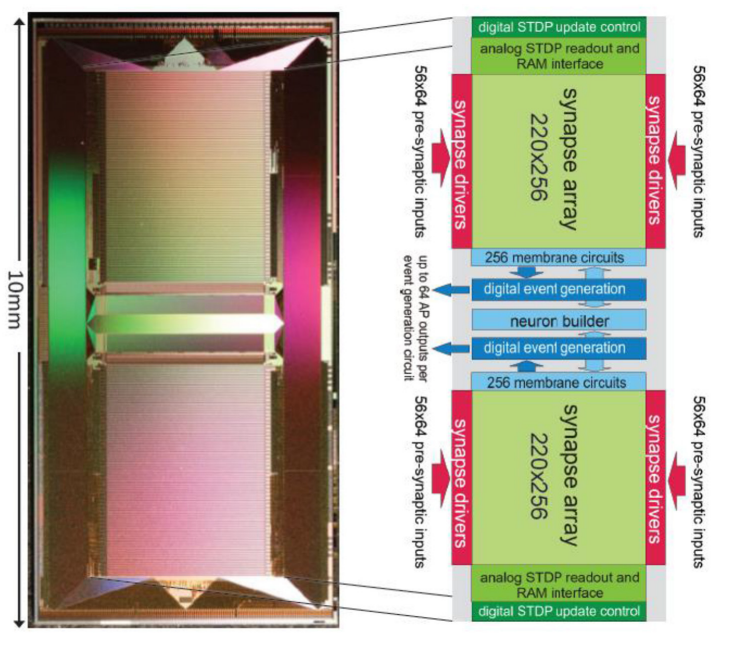 10mm
digital STDP update control
analog STDP readout and
RAM interface
56x64 pre-synaptic inputs
synapse drivers
synapse array
220x256
synapse drivers
56x64 pre-synaptic inputs
256 membrane circuits
digital event generation
up to 64 AP outputs per
event generation circuit
neuron builder
digital event generation
256 membrane circuits
56x64 pre-synaptic inputs
synapse drivers
synapse array
220x256
synapse drivers
56x64 pre-synaptic inputs
analog STDP readout and
RAM interface
digital STDP update control